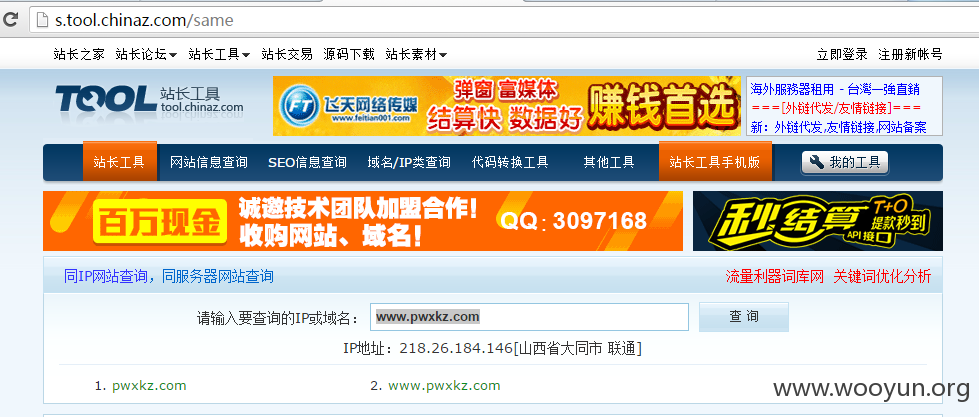 s.tool.chinaz.com/same
站长之家 站长论坛 站长工具 站长交易 源码下载 站长素材 立即登录 注册新帐号
TOOL 站长工具 tool.chinaz.com
FT 飞天网络传媒 www.feitian001.com
弹窗 富媒体
结算快 数据好
赚钱首选
海外服務器租用 - 台灣一強直銷
===[外链代发/友情链接]===
新：外链代发,友情链接,网站备案
站长工具 网站信息查询 SEO信息查询 域名/IP类查询 代码转换工具 其他工具 站长工具手机版 我的工具
百万现金
诚邀技术团队加盟合作!
收购网站、域名!
QQ: 3097168
秒结算 API接口
T+0
提款秒到
同IP网站查询，同服务器网站查询 流量利器词库网 关键词优化分析
请输入要查询的IP或域名： www.pwxkz.com 查 询
IP地址：218.26.184.146[山西省大同市 联通]
1. pwxkz.com 2. www.pwxkz.com
www.wooyun.org